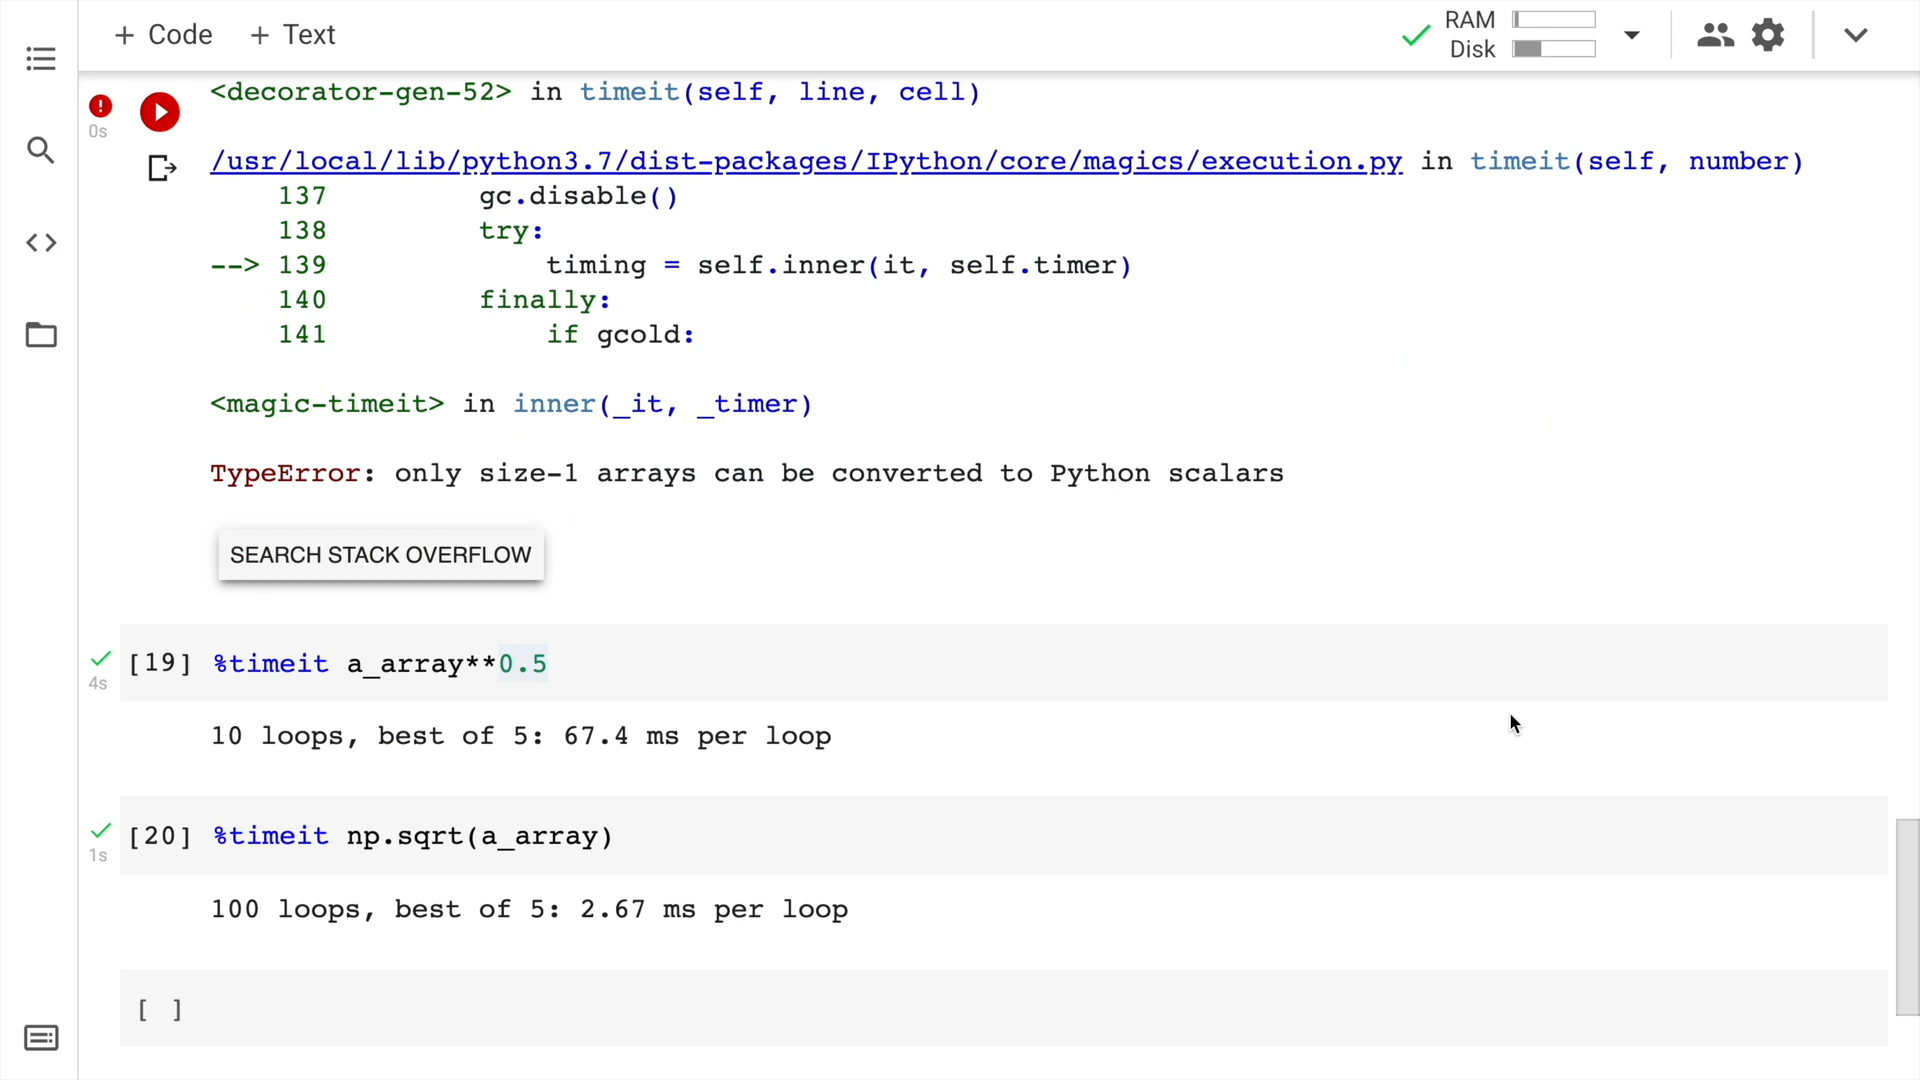 + Code + Text
RAM
Disk
<decorator-gen-52> in timeit(self, line, cell)
0s
/usr/local/lib/python3.7/dist-packages/IPython/core/magics/execution.py in timeit(self, number)
137 gc.disable()
138 try:
--> 139 timing = self.inner(it, self.timer)
140 finally:
141 if gcold:
<magic-timeit> in inner(_it, _timer)
TypeError: only size-1 arrays can be converted to Python scalars
SEARCH STACK OVERFLOW
[19] %timeit a_array**0.5
4s
10 loops, best of 5: 67.4 ms per loop
[20] %timeit np.sqrt(a_array)
1s
100 loops, best of 5: 2.67 ms per loop
[ ]